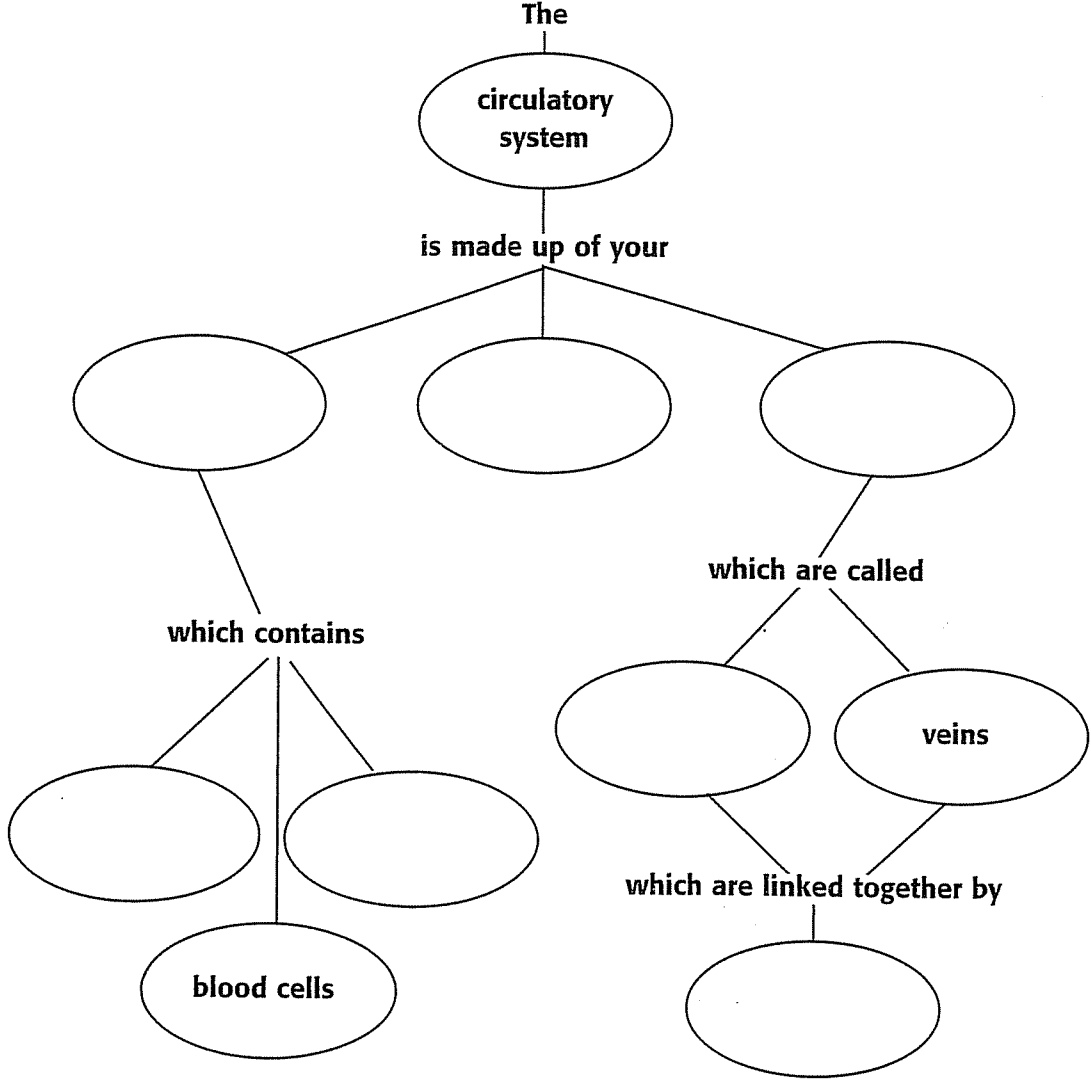 The
circulatory
system
is made up of your
which are called
which contains
veins
which are linked together by
blood cells